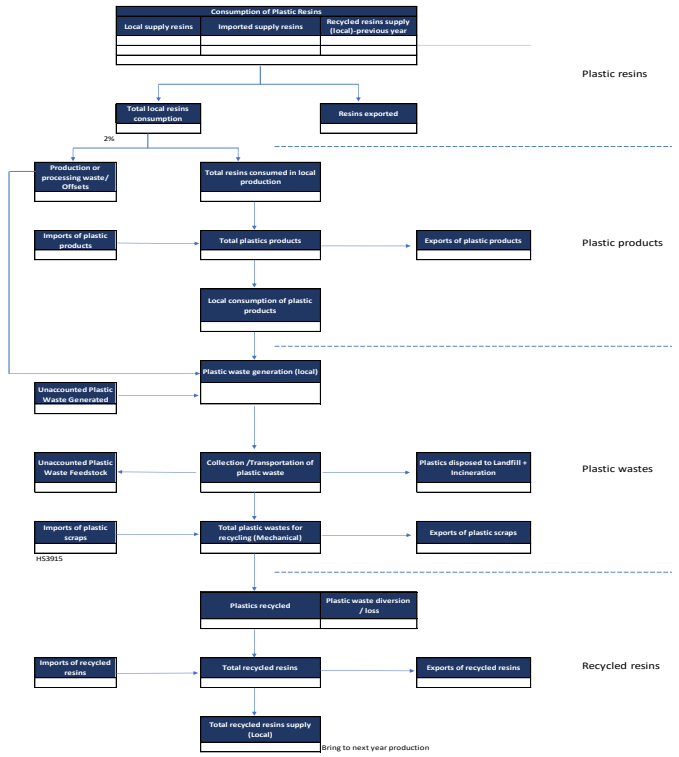 Consumption of Plastic Resins
Local supply resins
Imported supply resins
Recycled resins supply
(local)-previous year
Plastic resins
Total local resins
consumption
Resins exported
2%
Production or
processing waste/
Offsets
Total resins consumed in local
production
Imports of plastic
products
Total plastics products
Exports of plastic products
Plastic products
Local consumption of plastic
products
Plastic waste generation (local)
Unaccounted Plastic
Waste Generated
Unaccounted Plastic
Waste Feedstock
Collection /Transportation of
plastic waste
Plastics disposed to Landfill +
Incineration
Plastic wastes
Imports of plastic
scraps
Total plastic wastes for
recycling (Mechanical)
Exports of plastic scraps
HS3915
Plastics recycled
Plastic waste diversion
/ loss
Imports of recycled
resins
Total recycled resins
Exports of recycled resins
Recycled resins
Total recycled resins supply
(Local)
Bring to next year production